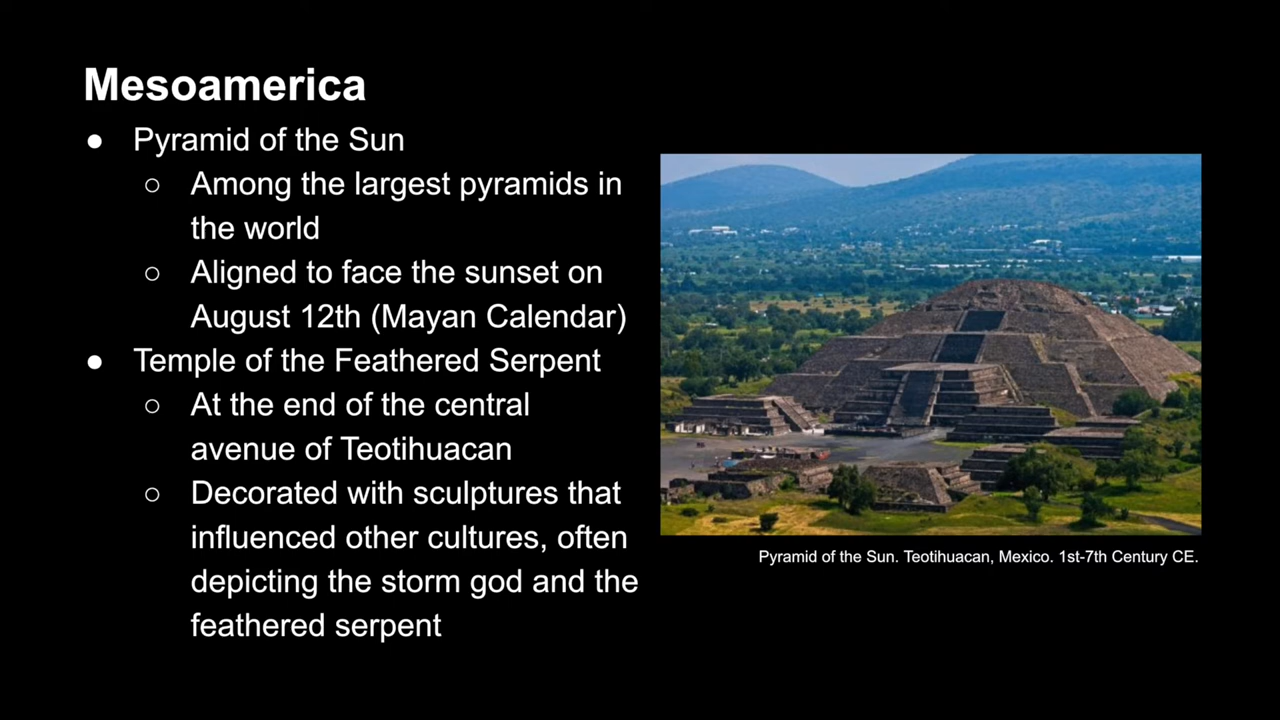 Mesoamerica
● Pyramid of the Sun
○ Among the largest pyramids in
the world
○ Aligned to face the sunset on
August 12th (Mayan Calendar)
● Temple of the Feathered Serpent
○ At the end of the central
avenue of Teotihuacan
○ Decorated with sculptures that
influenced other cultures, often
depicting the storm god and the
feathered serpent
Pyramid of the Sun. Teotihuacan, Mexico. 1st-7th Century CE.